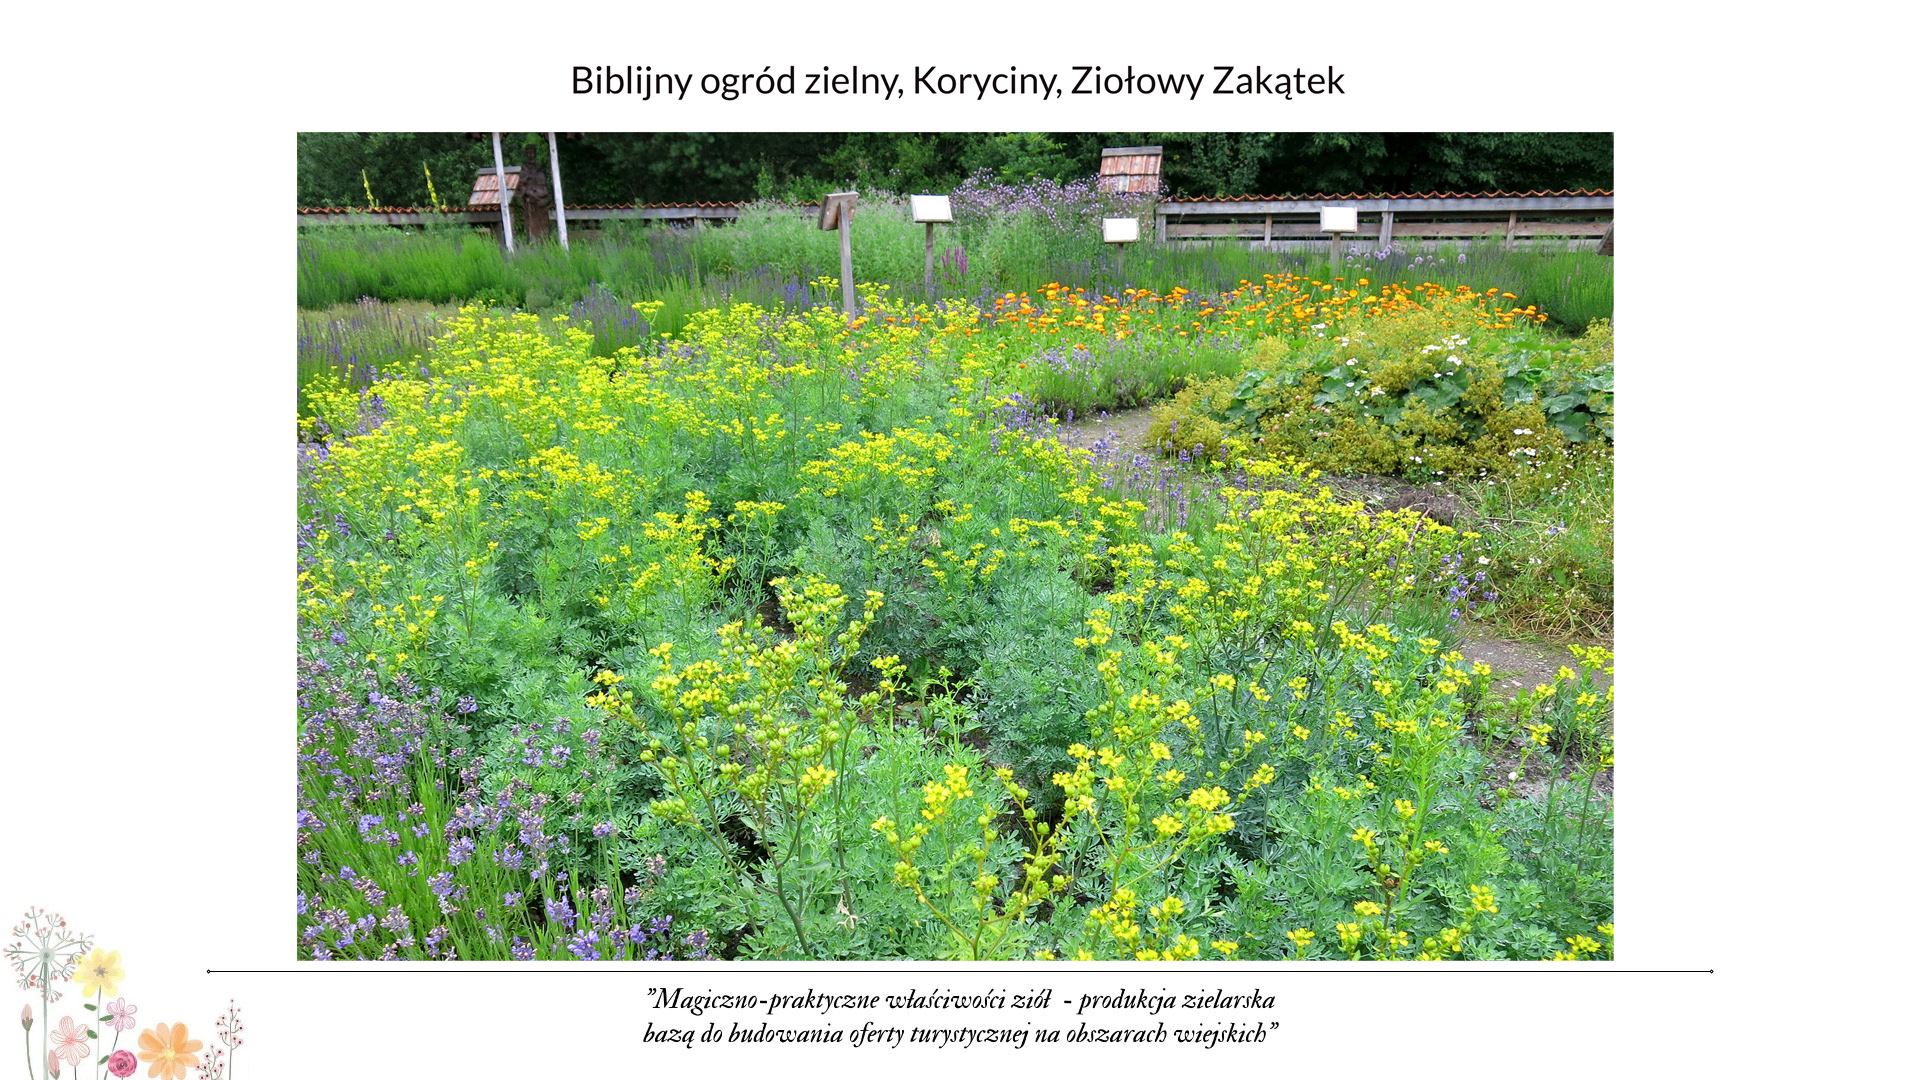 Biblijny ogród zielny, Koryciny, Ziołowy Zakątek
”Magiczno-praktyczne właściwości ziół - produkcja zielarska
bazą do budowania oferty turystycznej na obszarach wiejskich”